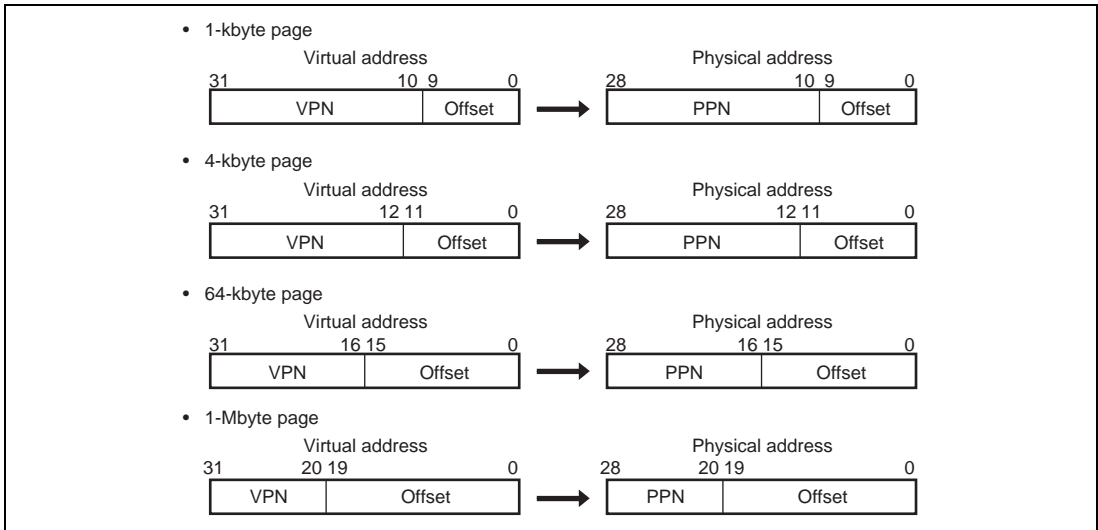 • 1-kbyte page
Virtual address Physical address
31 10 9 0 28 10 9 0
VPN Offset PPN Offset
• 4-kbyte page
Virtual address Physical address
31 12 11 0 28 12 11 0
VPN Offset PPN Offset
• 64-kbyte page
Virtual address Physical address
31 16 15 0 28 16 15 0
VPN Offset PPN Offset
• 1-Mbyte page
Virtual address Physical address
31 20 19 0 28 20 19 0
VPN Offset PPN Offset